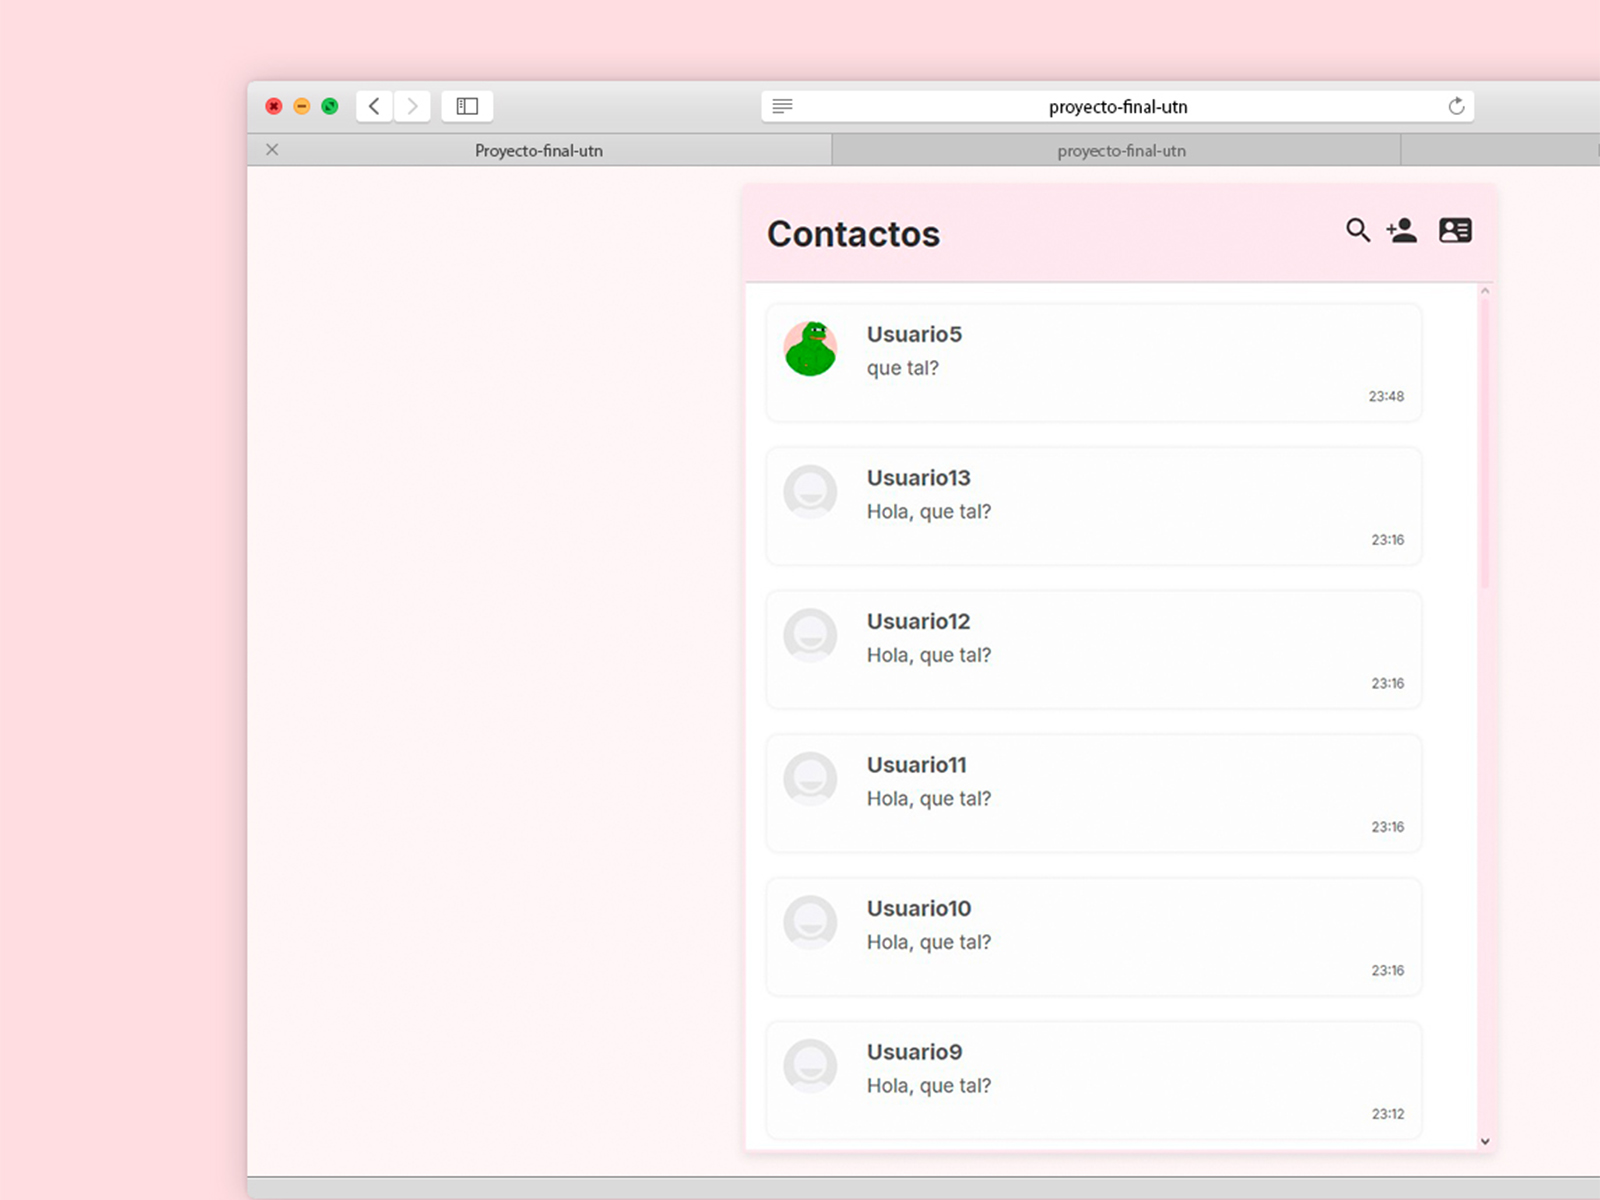 proyecto-final-utn
Proyecto-final-utn
proyecto-final-utn
Contactos
Usuario5
que tal?
23:48
Usuario13
Hola, que tal?
23:16
Usuario12
Hola, que tal?
23:16
Usuario11
Hola, que tal?
23:16
Usuario10
Hola, que tal?
23:16
Usuario9
Hola, que tal?
23:12